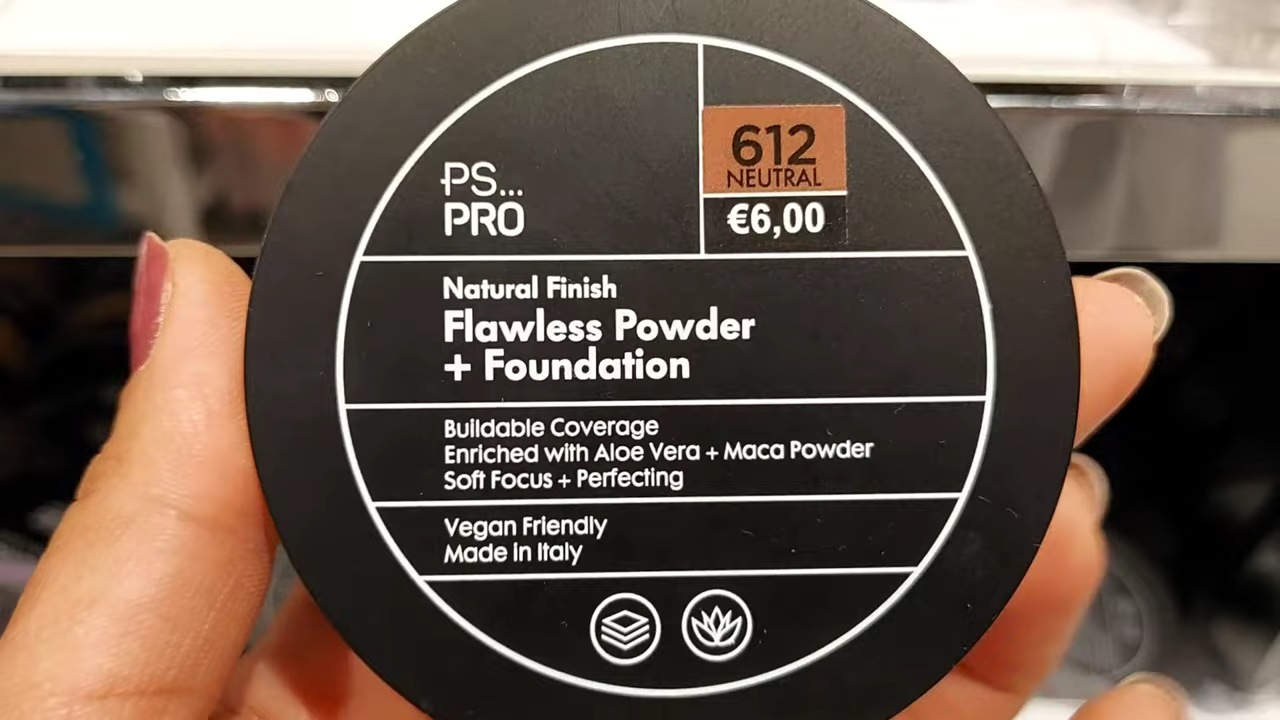 PS...
PRO
612
NEUTRAL
€6,00
Natural Finish
Flawless Powder
+ Foundation
Buildable Coverage
Enriched with Aloe Vera + Maca Powder
Soft Focus + Perfecting
Vegan Friendly
Made in Italy